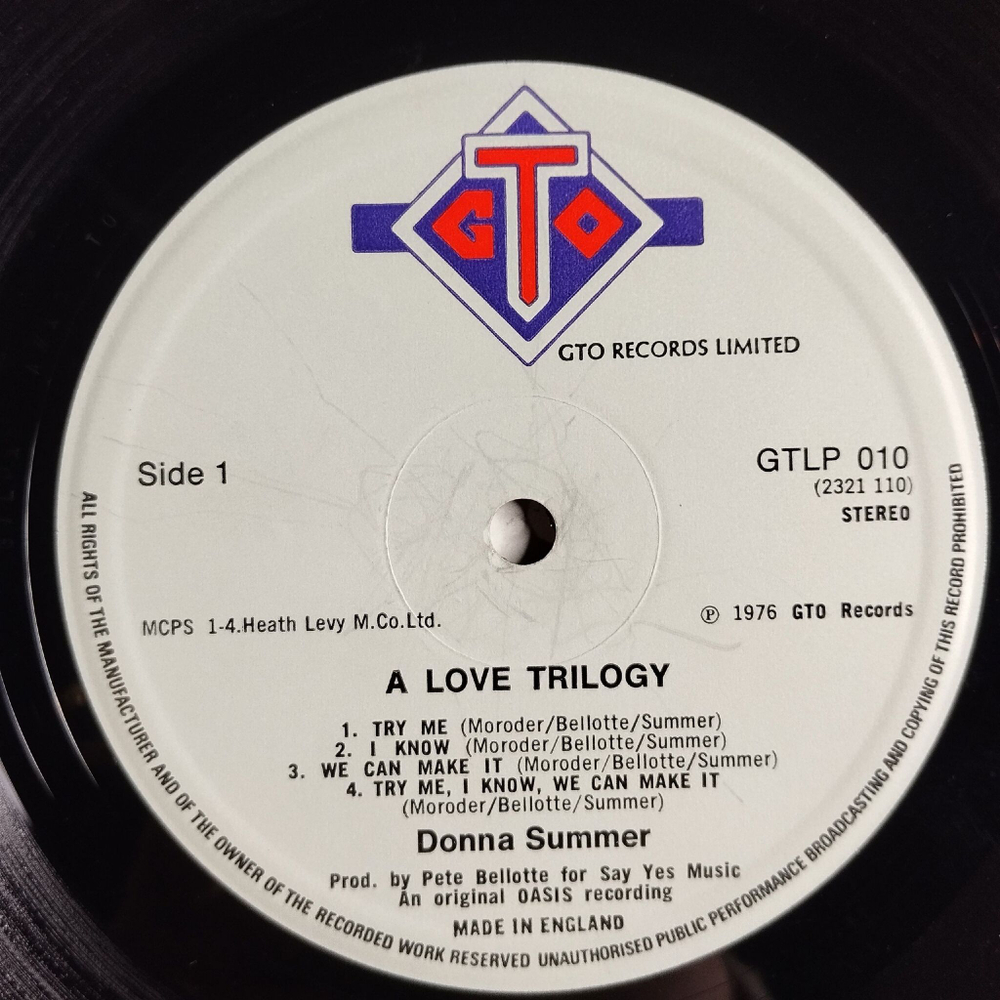 GTO
GTO RECORDS LIMITED
Side 1
GTLP 010
(2321 110)
STEREO
MCPS 1-4.Heath Levy M.Co.Ltd.
Ⓟ 1976 GTO Records
A LOVE TRILOGY
1. TRY ME (Moroder/Bellotte/Summer)
2. I KNOW (Moroder/Bellotte/Summer)
3. WE CAN MAKE IT (Moroder/Bellotte/Summer)
4. TRY ME, I KNOW, WE CAN MAKE IT
(Moroder/Bellotte/Summer)
Donna Summer
Prod. by Pete Bellotte for Say Yes Music
An original OASIS recording
MADE IN ENGLAND
ALL RIGHTS OF THE MANUFACTURER AND OF THE OWNER OF THE RECORDED WORK RESERVED UNAUTHORISED PUBLIC PERFORMANCE BROADCASTING AND COPYING OF THIS RECORD PROHIBITED